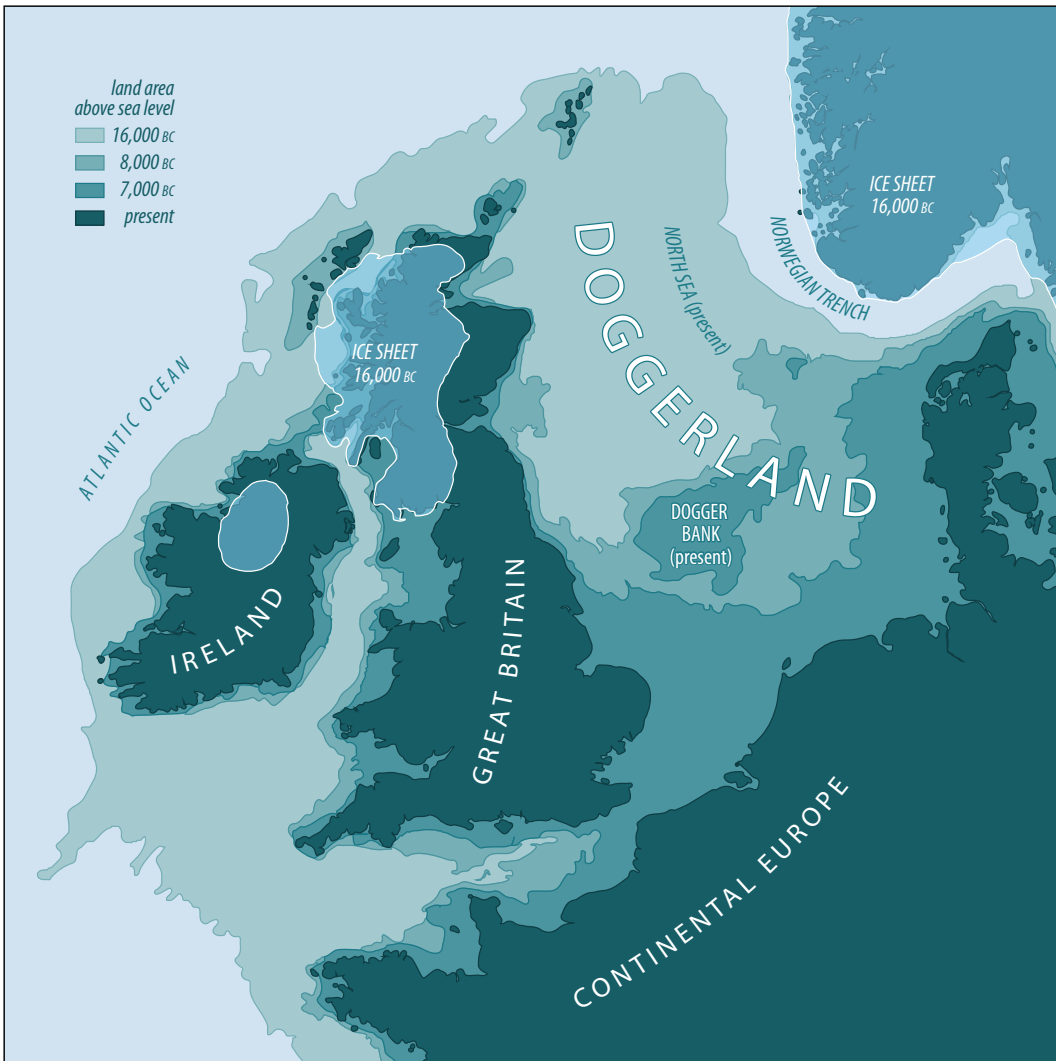 land area
above sea level
16,000 BC
8,000 BC
7,000 BC
present
ICE SHEET
16,000 BC
NORWEGIAN TRENCH
NORTH SEA (present)
DOGGERLAND
ICE SHEET
16,000 BC
ATLANTIC OCEAN
DOGGER
BANK
(present)
IRELAND
GREAT BRITAIN
CONTINENTAL EUROPE